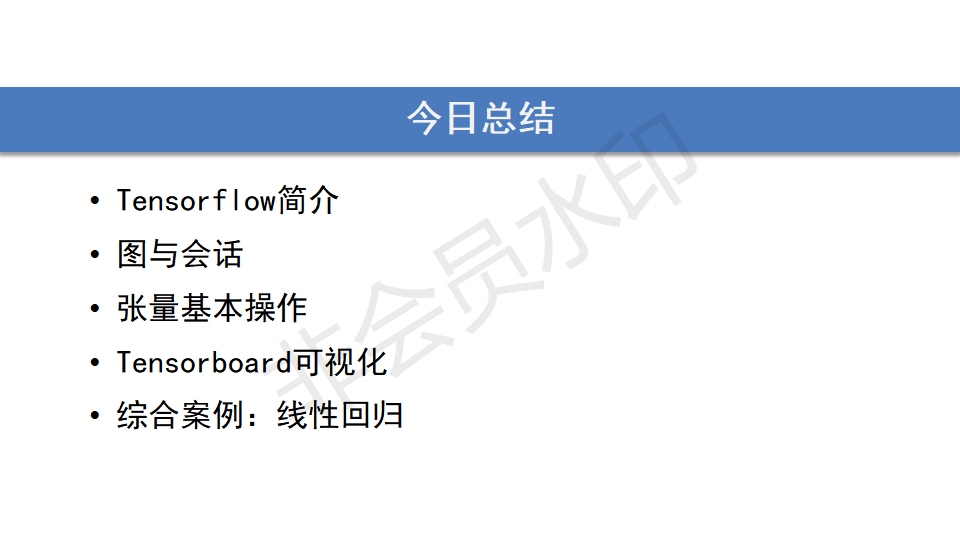 今日总结
• Tensorflow简介
• 图与会话
• 张量基本操作
• Tensorboard可视化
• 综合案例：线性回归
非会员水印